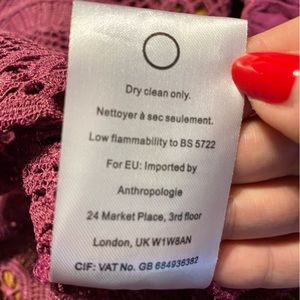 Dry clean only.
Nettoyer à sec seulement.
Low flammability to BS 5722
For EU: Imported by
Anthropologie
24 Market Place, 3rd floor
London, UK W1W8AN
CIF: VAT No. GB 684936382